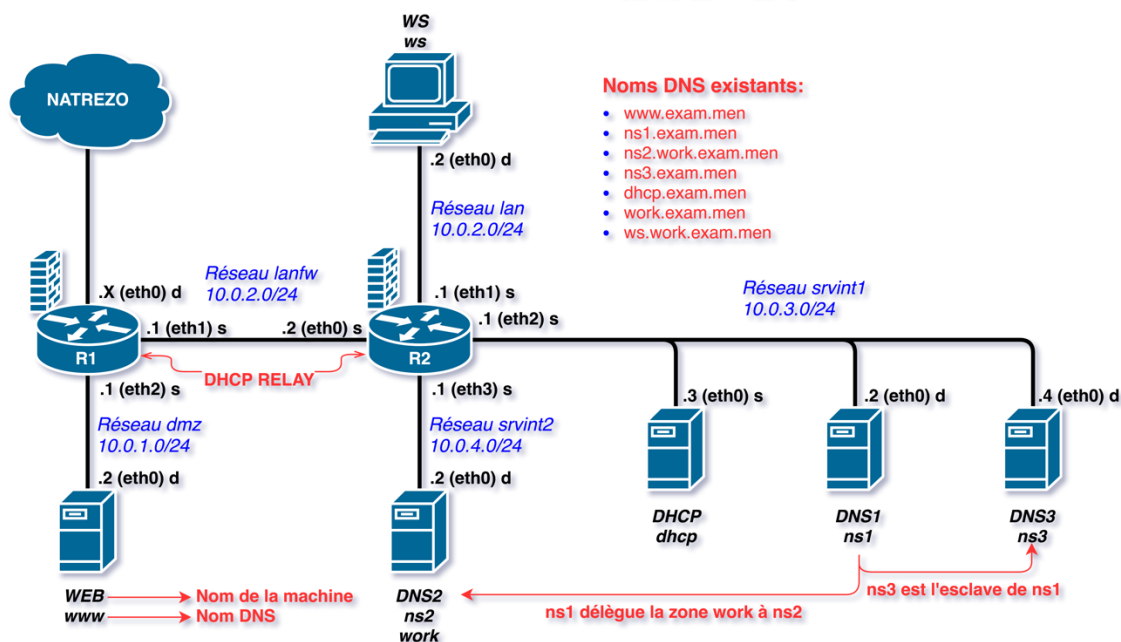 WS
ws
NATREZO
Noms DNS existants:
• www.exam.men
• ns1.exam.men
• ns2.work.exam.men
• ns3.exam.men
• dhcp.exam.men
• work.exam.men
• ws.work.exam.men
.2 (eth0) d
Réseau lan
10.0.2.0/24
Réseau lanfw
10.0.2.0/24
Réseau srvint1
10.0.3.0/24
.X (eth0) d
.1 (eth1) s
.1 (eth1) s
.2 (eth0) s
.1 (eth2) s
R1
R2
DHCP RELAY
.1 (eth2) s
.1 (eth3) s
.3 (eth0) s
.2 (eth0) d
.4 (eth0) d
Réseau dmz
10.0.1.0/24
Réseau srvint2
10.0.4.0/24
.2 (eth0) d
.2 (eth0) d
DHCP
dhcp
DNS1
ns1
DNS3
ns3
WEB
Nom de la machine
www
Nom DNS
DNS2
ns2
work
ns1 délègue la zone work à ns2
ns3 est l'esclave de ns1